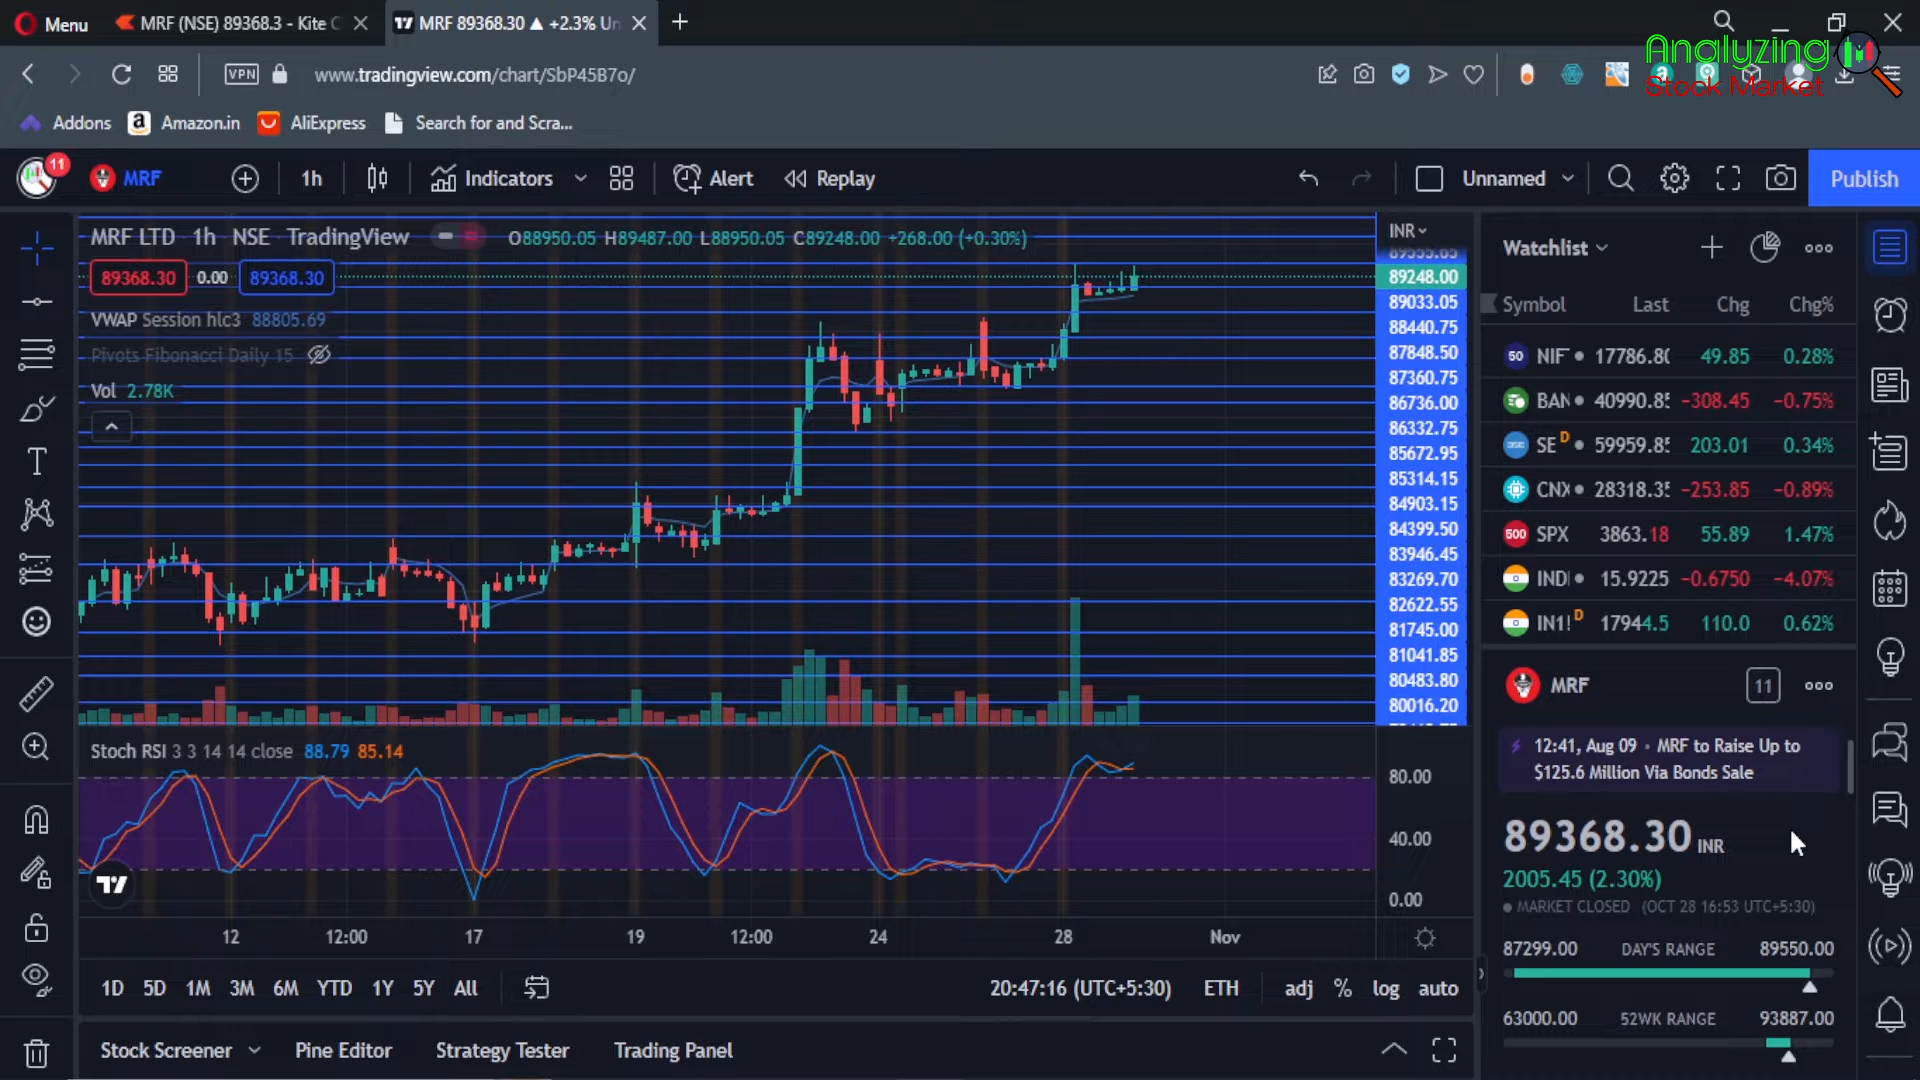 Menu
MRF (NSE) 89368.3 - Kite C
MRF 89368.30 ▲ +2.3% Un
VPN
www.tradingview.com/chart/SbP45B7o/
Analyzing
Stock Market
Addons
Amazon.in
AliExpress
Search for and Scra...
11
MRF
1h
Indicators
Alert
Replay
Unnamed
Publish
MRF LTD 1h NSE TradingView
O88950.05 H89487.00 L88950.05 C89248.00 +268.00 (+0.30%)
INR
89368.30
0.00
89368.30
VWAP Session hlc3 88805.69
Pivots Fibonacci Daily 15
Vol 2.78K
89248.00
89033.05
88440.75
87848.50
87360.75
86736.00
86332.75
85672.95
85314.15
84903.15
84399.50
83946.45
83269.70
82622.55
81745.00
81041.85
80483.80
80016.20
Stoch RSI 3 3 14 14 close 88.79 85.14
80.00
40.00
0.00
12
12:00
17
19
12:00
24
28
Nov
1D 5D 1M 3M 6M YTD 1Y 5Y All
20:47:16 (UTC+5:30)
ETH
adj % log auto
Stock Screener
Pine Editor
Strategy Tester
Trading Panel
Watchlist
Symbol Last Chg Chg%
50 NIF 17786.80 49.85 0.28%
BAN 40990.85 −308.45 −0.75%
SE D 59959.85 203.01 0.34%
CNX 28318.35 −253.85 −0.89%
500 SPX 3863.18 55.89 1.47%
IND 15.9225 −0.6750 −4.07%
IN1! D 17944.5 110.0 0.62%
MRF
11
12:41, Aug 09 • MRF to Raise Up to
$125.6 Million Via Bonds Sale
89368.30 INR
2005.45 (2.30%)
MARKET CLOSED (OCT 28 16:53 UTC+5:30)
87299.00 DAY'S RANGE 89550.00
63000.00 52WK RANGE 93887.00